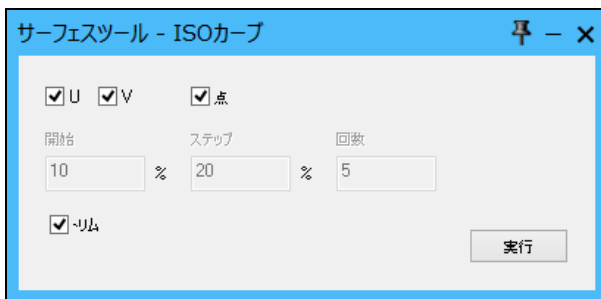 サーフェスツール - ISOカーブ
U V 点
開始 ステップ 回数
10 % 20 % 5
トリム
実行